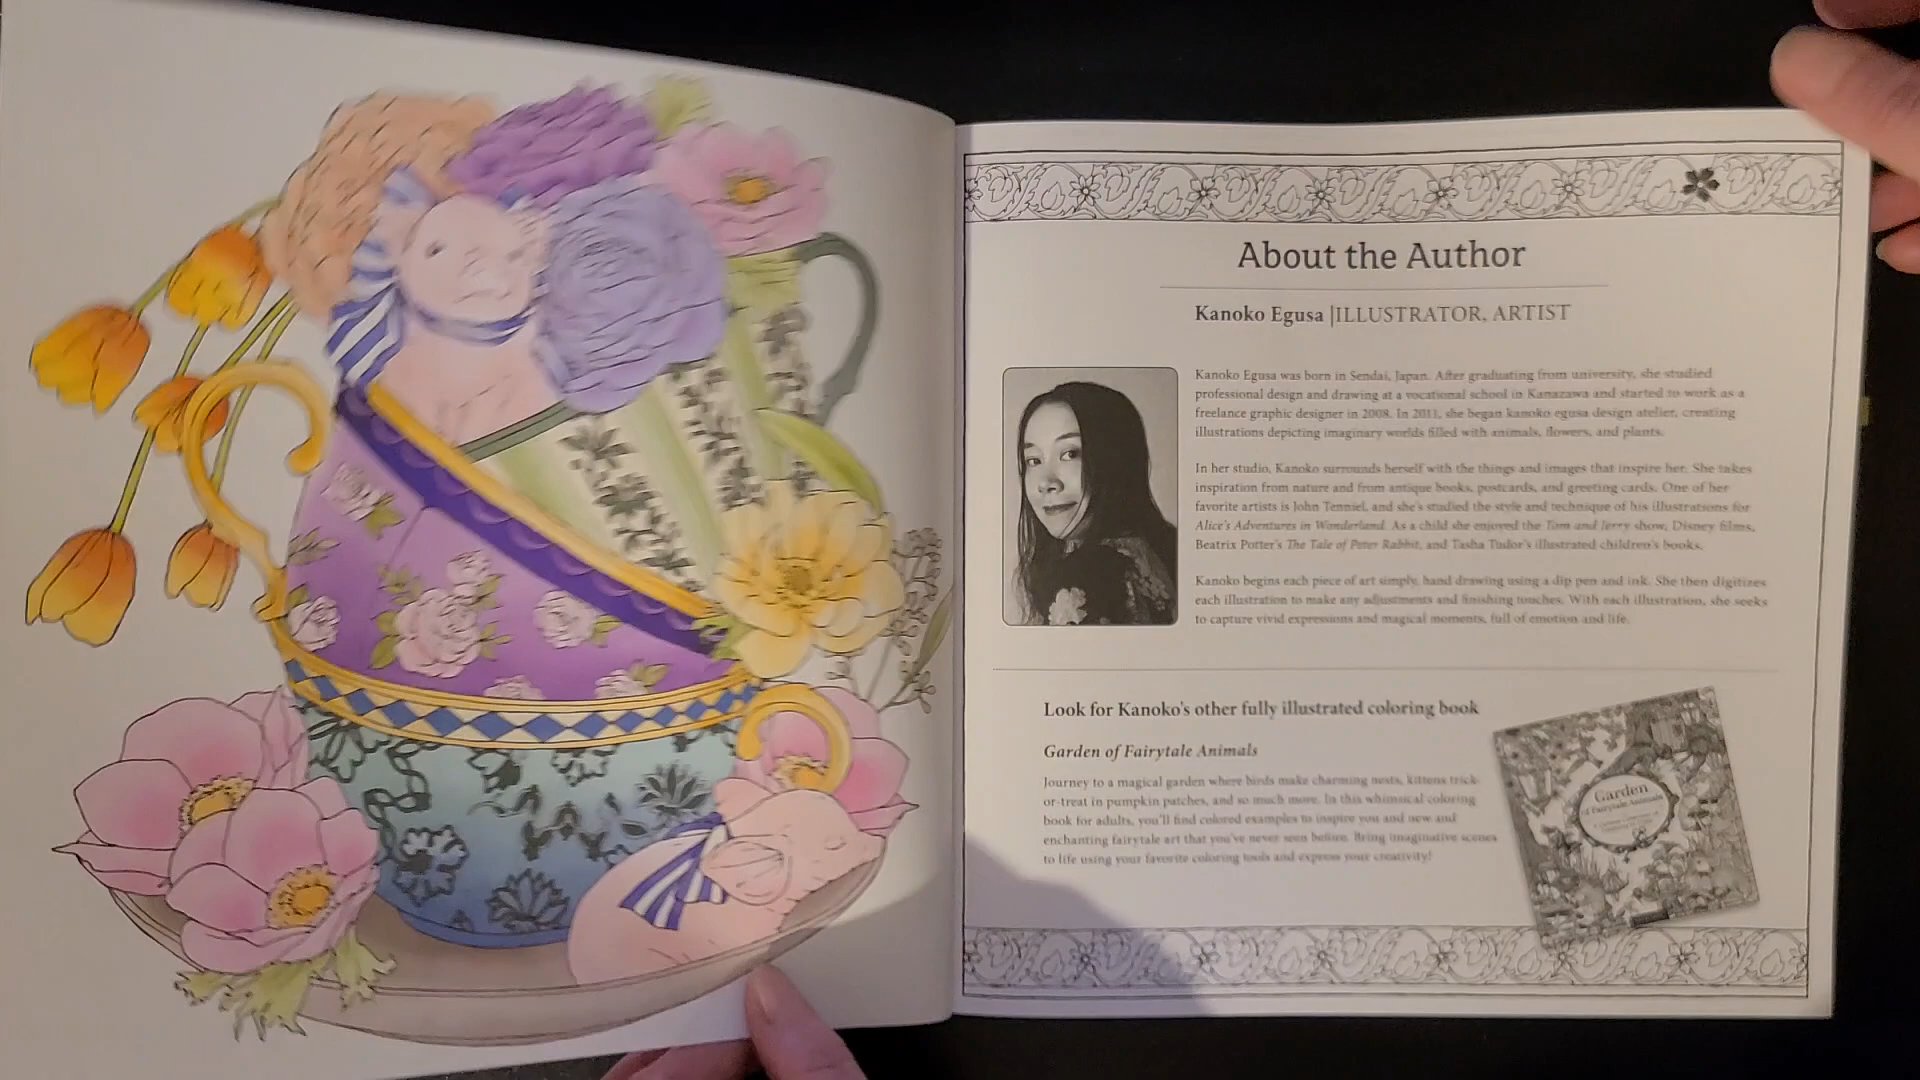 About the Author
Kanoko Egusa |ILLUSTRATOR, ARTIST
Kanoko Egusa was born in Sendai, Japan. After graduating from university, she studied
professional design and drawing at a vocational school in Kanazawa and started to work as a
freelance graphic designer in 2008. In 2011, she began kanoko egusa design atelier, creating
illustrations depicting imaginary worlds filled with animals, flowers, and plants.
In her studio, Kanoko surrounds herself with the things and images that inspire her. She takes
inspiration from nature and from antique books, postcards, and greeting cards. One of her
favorite artists is John Tenniel, and she's studied the style and technique of his illustrations for
Alice's Adventures in Wonderland. As a child she enjoyed the Tom and Jerry show, Disney films,
Beatrix Potter's The Tale of Peter Rabbit, and Tasha Tudor's illustrated children's books.
Kanoko begins each piece of art simply, hand drawing using a dip pen and ink. She then digitizes
each illustration to make any adjustments and finishing touches. With each illustration, she seeks
to capture vivid expressions and magical moments, full of emotion and life.
Look for Kanoko's other fully illustrated coloring book
Garden of Fairytale Animals
Journey to a magical garden where birds make charming nests, kittens trick-
or-treat in pumpkin patches, and so much more. In this whimsical coloring
book for adults, you'll find colored examples to inspire you and new and
enchanting fairytale art that you've never seen before. Bring imaginative scenes
to life using your favorite coloring tools and express your creativity!
Garden
of Fairytale Animals